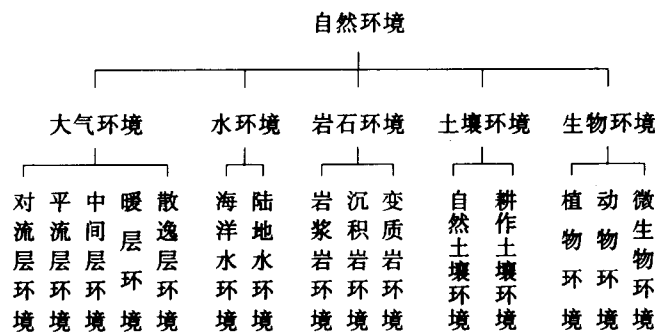 自然环境
大气环境
水环境
岩石环境
土壤环境
生物环境
对流层环境
平流层环境
中间层环境
暖层环境
散逸层环境
海洋水环境
陆地水环境
岩浆岩环境
沉积岩环境
变质岩环境
自然土壤环境
耕作土壤环境
植物环境
动物环境
微生物环境